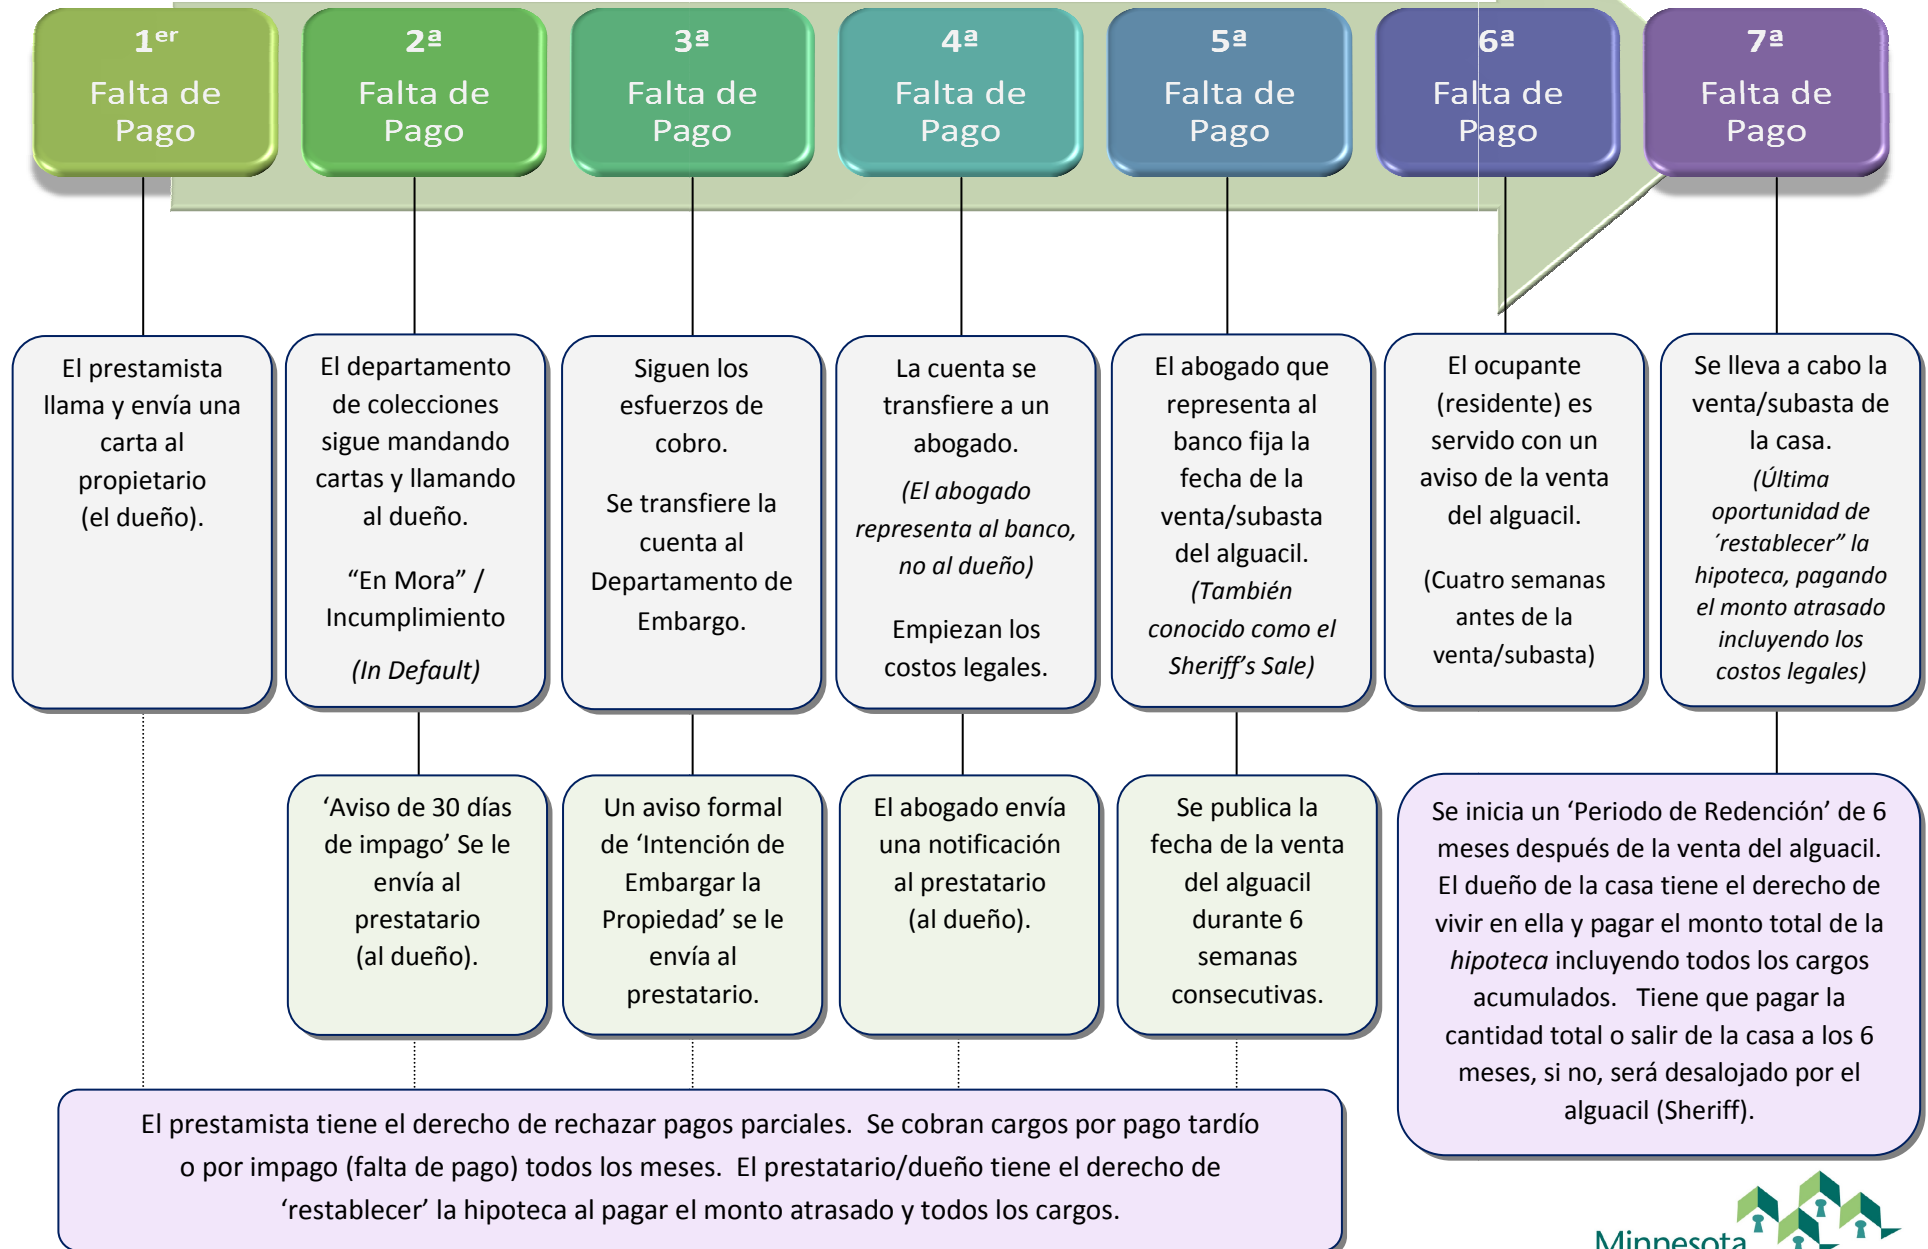 1er
Falta de
Pago
2ª
Falta de
Pago
3ª
Falta de
Pago
4ª
Falta de
Pago
5ª
Falta de
Pago
6ª
Falta de
Pago
7ª
Falta de
Pago
El prestamista
llama y envía una
carta al
propietario
(el dueño).
El departamento
de colecciones
sigue mandando
cartas y llamando
al dueño.
“En Mora” /
Incumplimiento
(In Default)
Siguen los
esfuerzos de
cobro.
Se transfiere la
cuenta al
Departamento de
Embargo.
La cuenta se
transfiere a un
abogado.
(El abogado
representa al banco,
no al dueño)
Empiezan los
costos legales.
El abogado que
representa al
banco fija la
fecha de la
venta/subasta
del alguacil.
(También
conocido como el
Sheriff’s Sale)
El ocupante
(residente) es
servido con un
aviso de la venta
del alguacil.
(Cuatro semanas
antes de la
venta/subasta)
Se lleva a cabo la
venta/subasta de
la casa.
(Última
oportunidad de
´restablecer” la
hipoteca, pagando
el monto atrasado
incluyendo los
costos legales)
‘Aviso de 30 días
de impago’ Se le
envía al
prestatario
(al dueño).
Un aviso formal
de ‘Intención de
Embargar la
Propiedad’ se le
envía al
prestatario.
El abogado envía
una notificación
al prestatario
(al dueño).
Se publica la
fecha de la venta
del alguacil
durante 6
semanas
consecutivas.
Se inicia un ‘Periodo de Redención’ de 6
meses después de la venta del alguacil.
El dueño de la casa tiene el derecho de
vivir en ella y pagar el monto total de la
hipoteca incluyendo todos los cargos
acumulados. Tiene que pagar la
cantidad total o salir de la casa a los 6
meses, si no, será desalojado por el
alguacil (Sheriff).
El prestamista tiene el derecho de rechazar pagos parciales. Se cobran cargos por pago tardío
o por impago (falta de pago) todos los meses. El prestatario/dueño tiene el derecho de
‘restablecer’ la hipoteca al pagar el monto atrasado y todos los cargos.
Minnesota